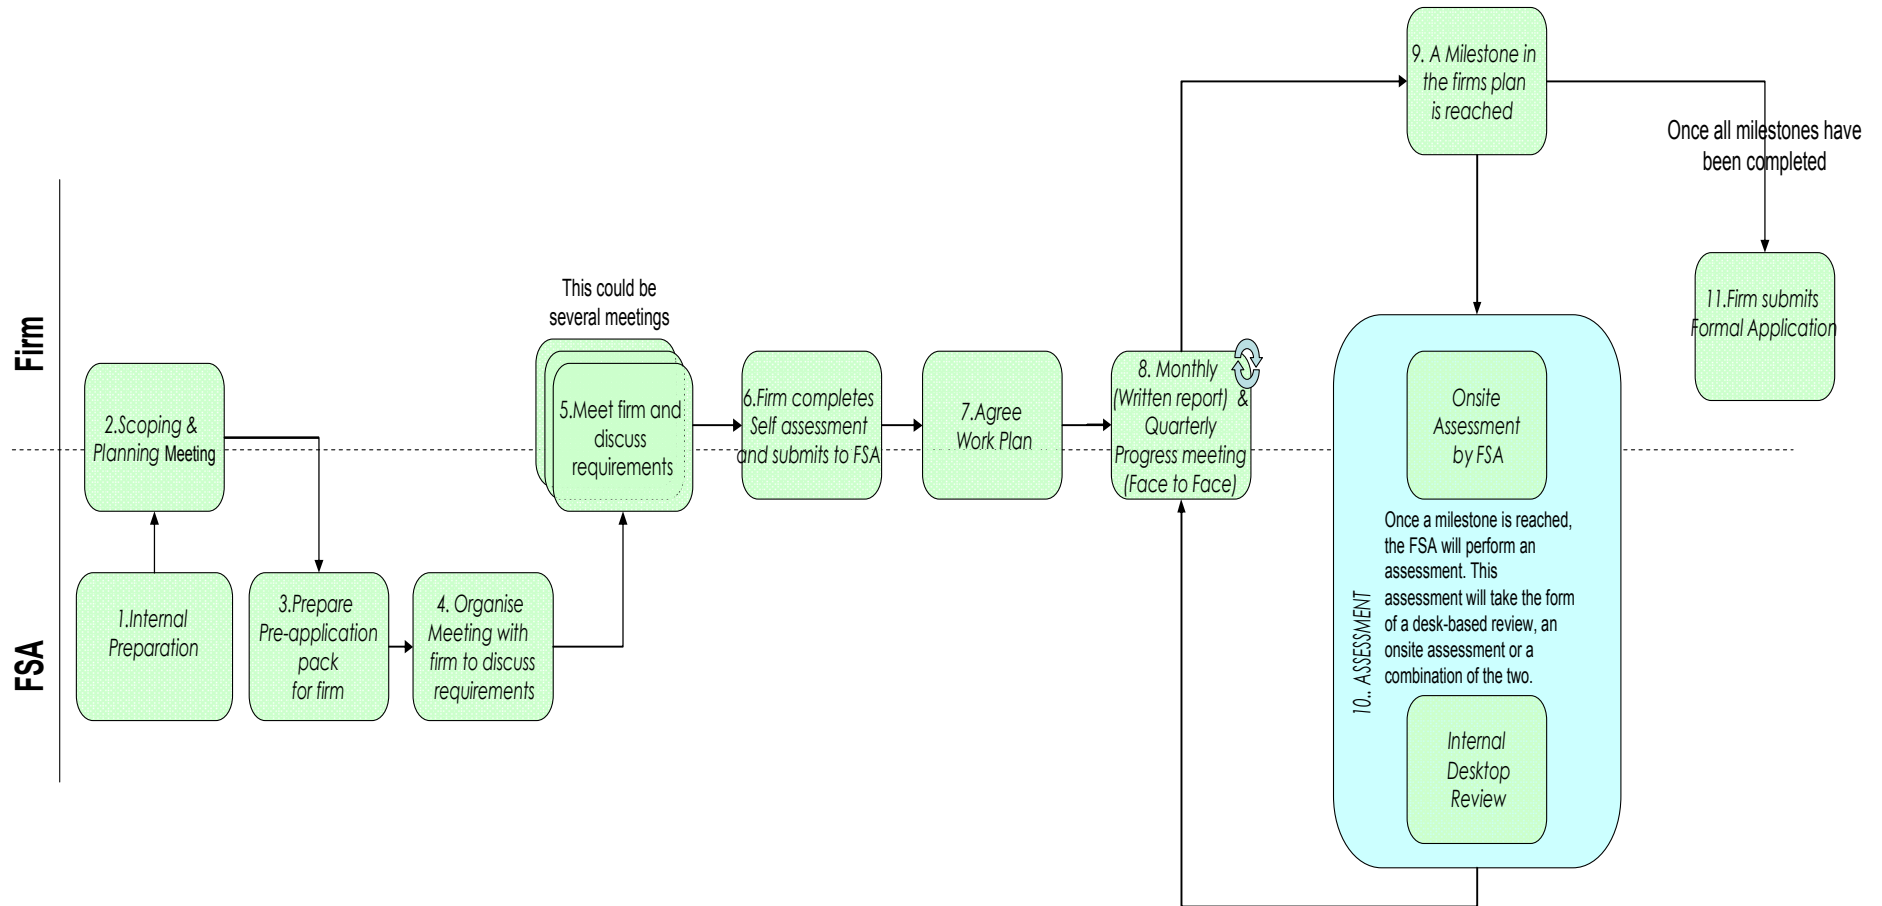 Firm
FSA
1.Internal
Preparation
2.Scoping &
Planning Meeting
3.Prepare
Pre-application
pack
for firm
4. Organise
Meeting with
firm to discuss
requirements
This could be
several meetings
5.Meet firm and
discuss
requirements
6.Firm completes
Self assessment
and submits to FSA
7.Agree
Work Plan
8. Monthly
(Written report) &
Quarterly
Progress meeting
(Face to Face)
9. A Milestone in
the firms plan
is reached
Once all milestones have
been completed
10.. ASSESSMENT
Onsite
Assessment
by FSA
Once a milestone is reached,
the FSA will perform an
assessment. This
assessment will take the form
of a desk-based review, an
onsite assessment or a
combination of the two.
Internal
Desktop
Review
11.Firm submits
Formal Application